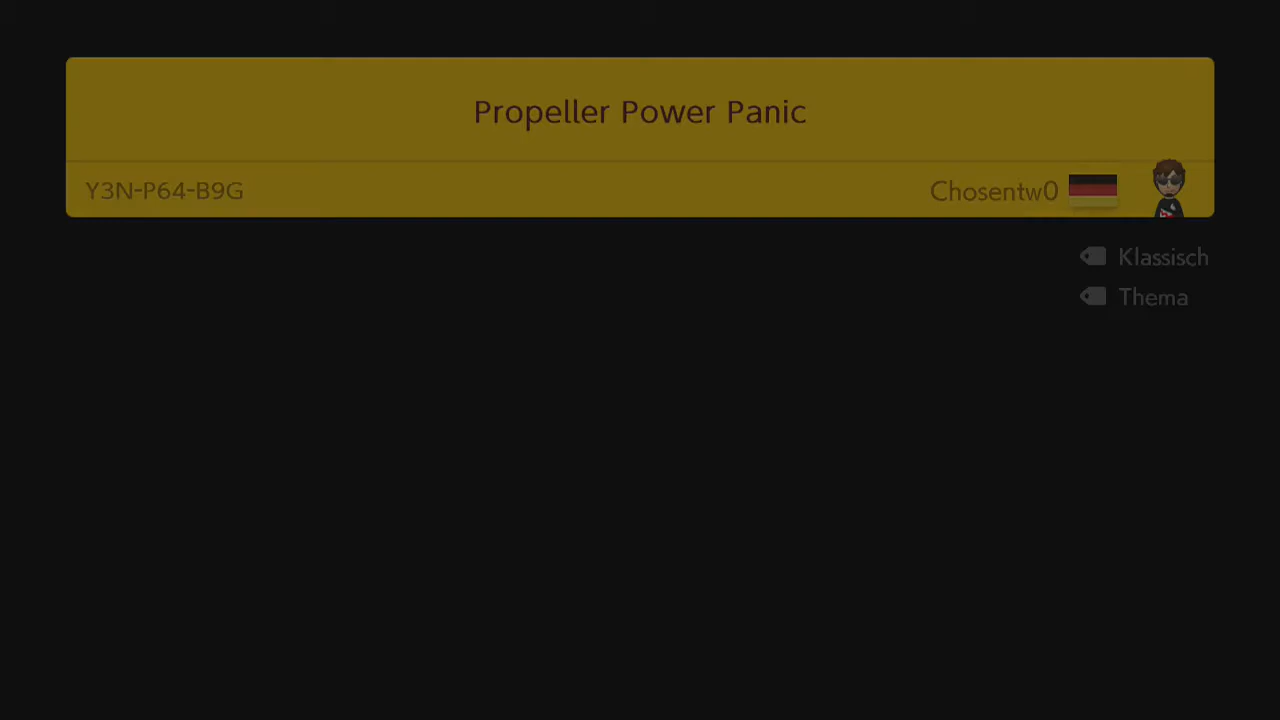 Propeller Power Panic
Y3N-P64-B9G
Chosentw0
Klassisch
Thema